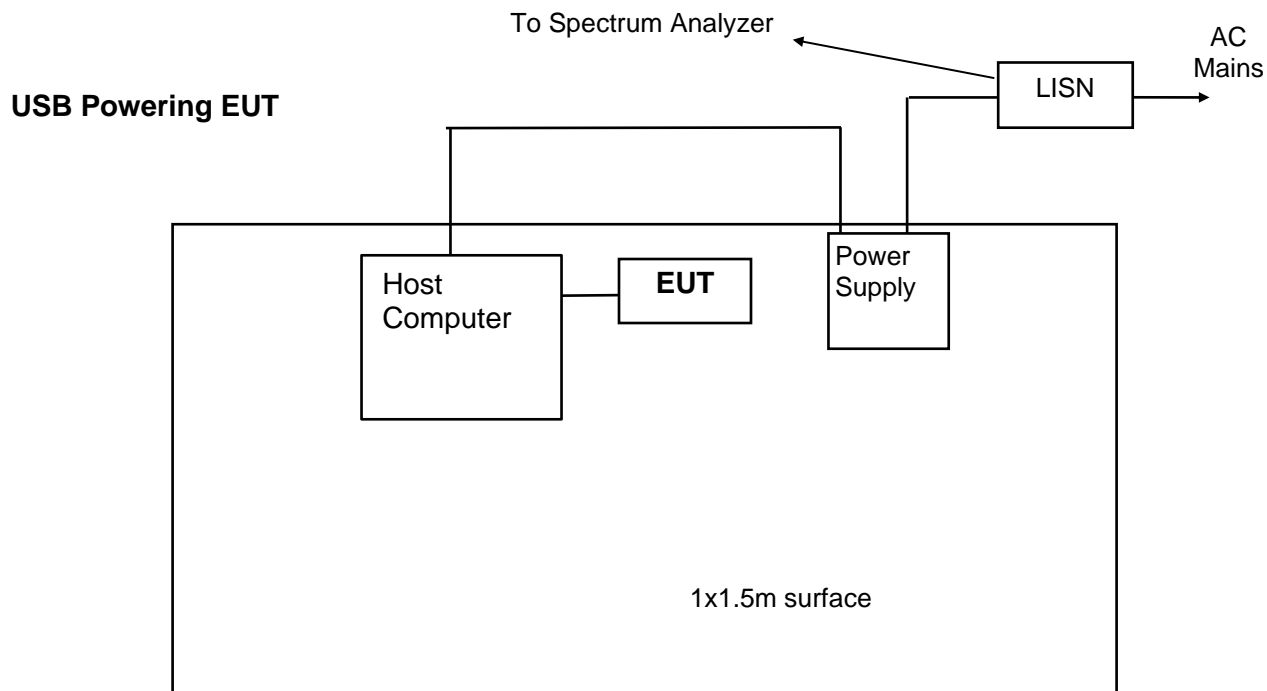 To Spectrum Analyzer
AC
Mains
LISN
USB Powering EUT
Host
Computer
EUT
Power
Supply
1x1.5m surface